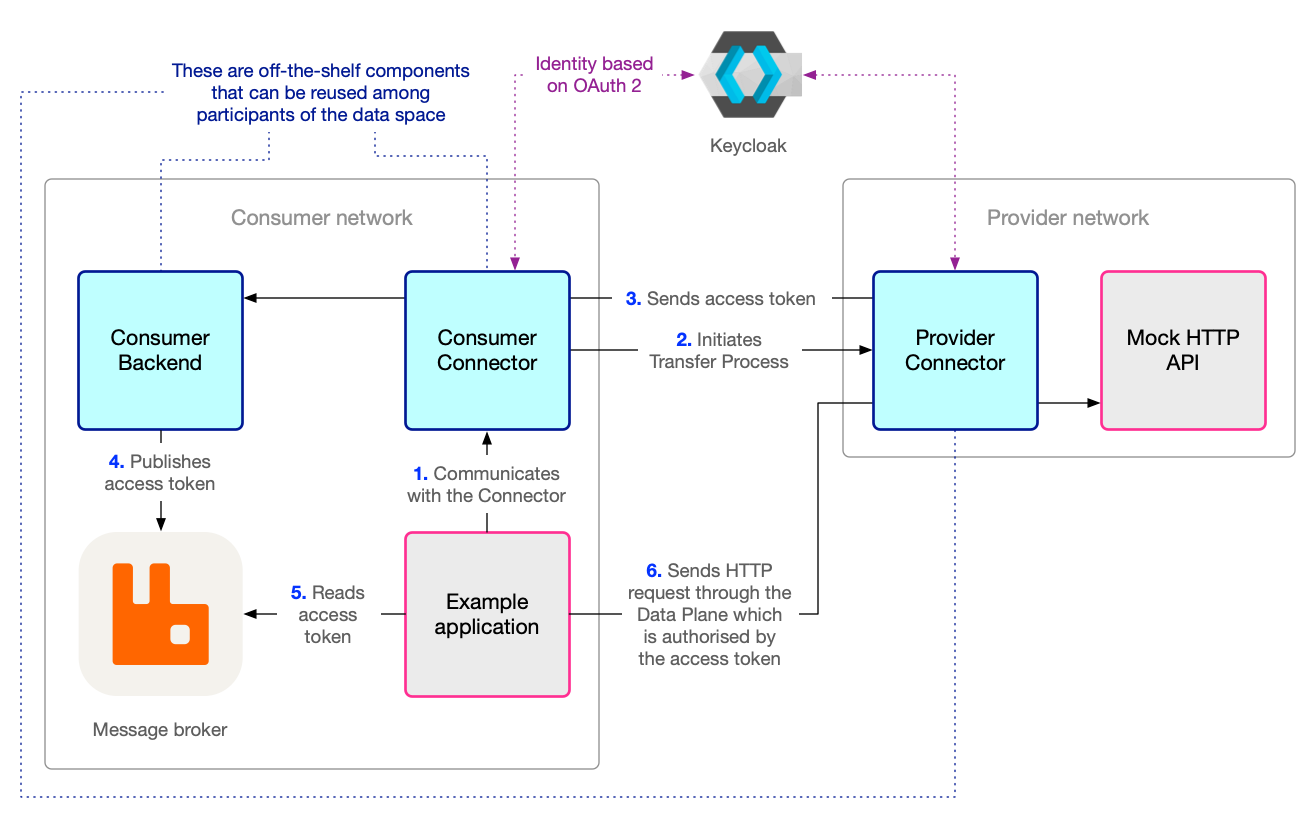 These are off-the-shelf components
that can be reused among
participants of the data space
Identity based
on OAuth 2
Keycloak
Consumer network
Provider network
Consumer
Backend
Consumer
Connector
3. Sends access token
2. Initiates
Transfer Process
Provider
Connector
Mock HTTP
API
4. Publishes
access token
1. Communicates
with the Connector
5. Reads
access
token
Example
application
6. Sends HTTP
request through the
Data Plane which
is authorised by
the access token
Message broker